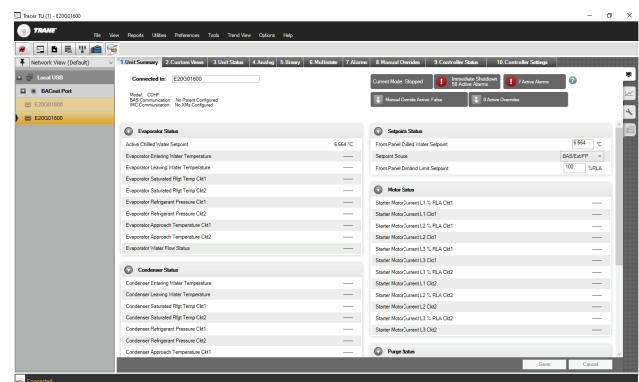 Tracer TU (1) - E20G01600
TRANE
File View Reports Utilities Preferences Tools Trend View Options Help
Network View (Default)
1.Unit Summary 2.Custom Views 3.Unit Status 4.Analog 5.Binary 6.Multistate 7.Alarms 8.Manual Overrides 9.Controller Status 10.Controller Settings
Local USB
BACnet Port
E20G01600
E20G01600
Connected to: E20G01600
Model: CDHF
BAS Communication: No Parent Configured
IMC Communication: No XMs Configured
Current Mode: Stopped
Immediate Shutdown
58 Active Alarms
7 Active Alarms
Manual Override Active: False
0 Active Overrides
Evaporator Status
Active Chilled Water Setpoint 6.664 °C
Evaporator Entering Water Temperature -----
Evaporator Leaving Water Temperature -----
Evaporator Saturated Rfgt Temp Ckt1 -----
Evaporator Saturated Rfgt Temp Ckt2 -----
Evaporator Refrigerant Pressure Ckt1 -----
Evaporator Refrigerant Pressure Ckt2 -----
Evaporator Approach Temperature Ckt1 -----
Evaporator Approach Temperature Ckt2 -----
Evaporator Water Flow Status -----
Condenser Status
Condenser Entering Water Temperature -----
Condenser Leaving Water Temperature -----
Condenser Saturated Rfgt Temp Ckt1 -----
Condenser Saturated Rfgt Temp Ckt2 -----
Condenser Refrigerant Pressure Ckt1 -----
Condenser Refrigerant Pressure Ckt2 -----
Condenser Approach Temperature Ckt1 -----
Setpoints Status
Front Panel Chilled Water Setpoint 6.664 °C
Setpoint Source BAS/Ext/FP
Front Panel Demand Limit Setpoint 100 %RLA
Motor Status
Starter Motor Current L1 % RLA Ckt1 -----
Starter Motor Current L1 Ckt1 -----
Starter Motor Current L2 % RLA Ckt1 -----
Starter Motor Current L2 Ckt1 -----
Starter Motor Current L3 % RLA Ckt1 -----
Starter Motor Current L3 Ckt1 -----
Starter Motor Current L1 % RLA Ckt2 -----
Starter Motor Current L1 Ckt2 -----
Starter Motor Current L2 % RLA Ckt2 -----
Starter Motor Current L2 Ckt2 -----
Starter Motor Current L3 % RLA Ckt2 -----
Starter Motor Current L3 Ckt2 -----
Purge Status
Save Cancel
Connected